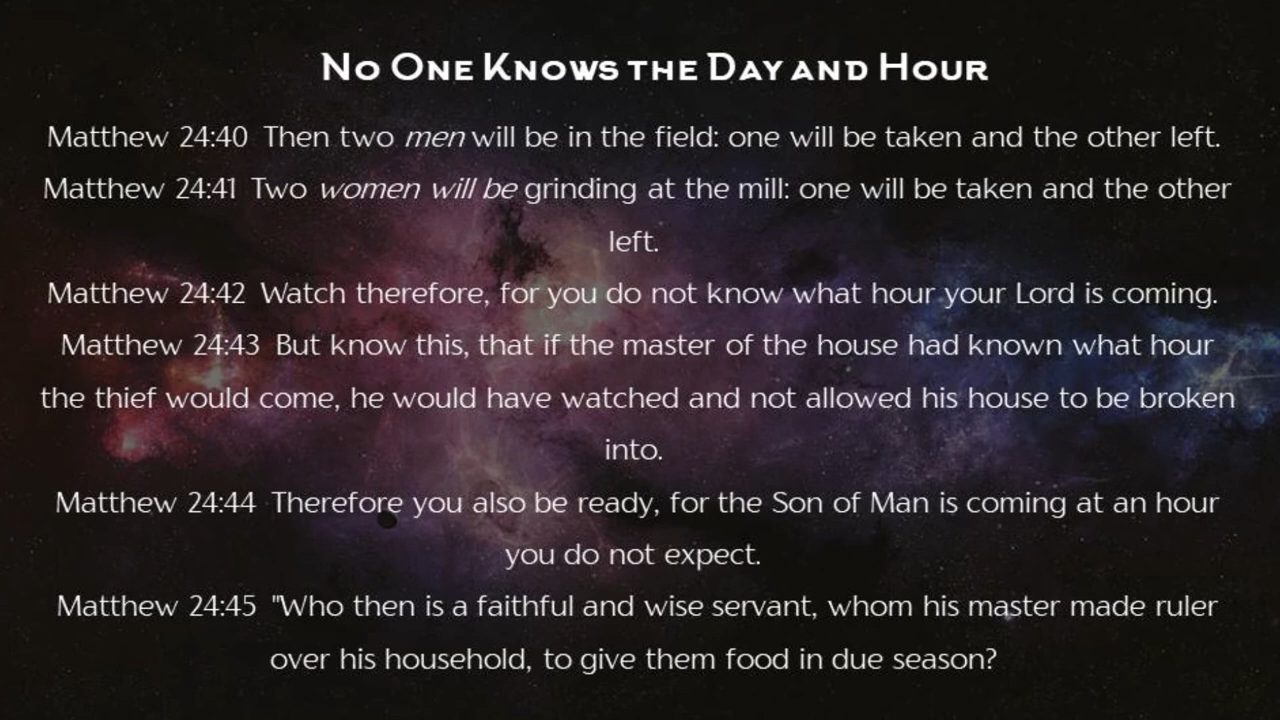 No One Knows the Day and Hour
Matthew 24:40 Then two men will be in the field: one will be taken and the other left.
Matthew 24:41 Two women will be grinding at the mill: one will be taken and the other
left.
Matthew 24:42 Watch therefore, for you do not know what hour your Lord is coming.
Matthew 24:43 But know this, that if the master of the house had known what hour
the thief would come, he would have watched and not allowed his house to be broken
into.
Matthew 24:44 Therefore you also be ready, for the Son of Man is coming at an hour
you do not expect.
Matthew 24:45 "Who then is a faithful and wise servant, whom his master made ruler
over his household, to give them food in due season?